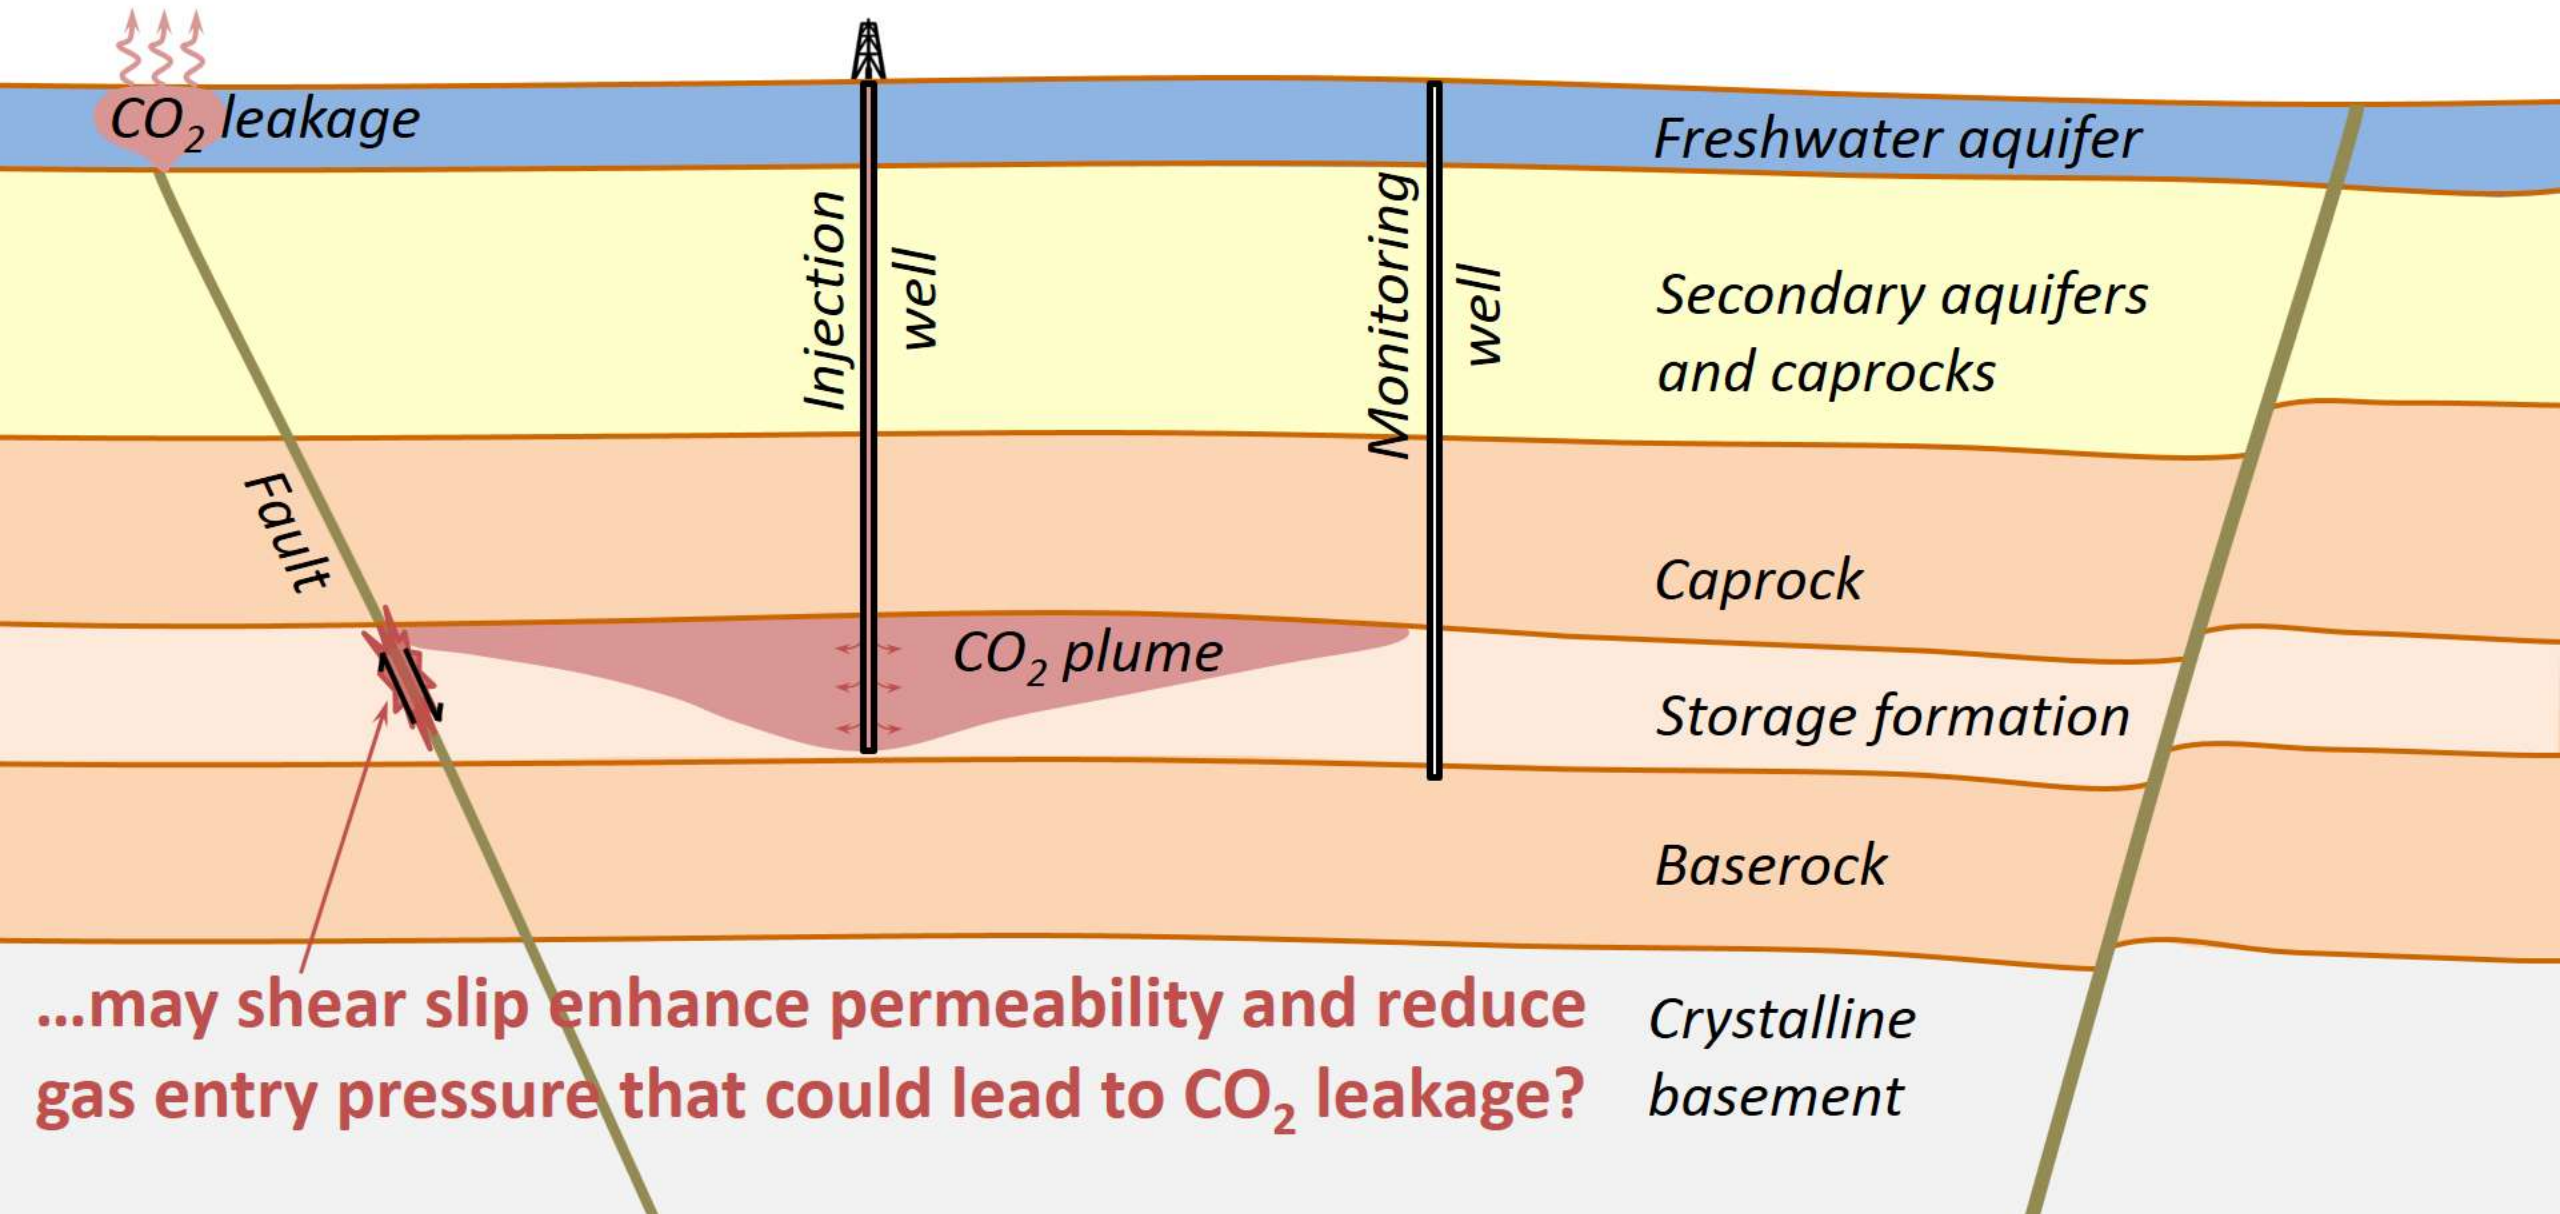 CO₂ leakage
Freshwater aquifer
Injection
well
Monitoring
well
Secondary aquifers
and caprocks
Fault
Caprock
CO₂ plume
Storage formation
Baserock
...may shear slip enhance permeability and reduce
gas entry pressure that could lead to CO₂ leakage?
Crystalline
basement